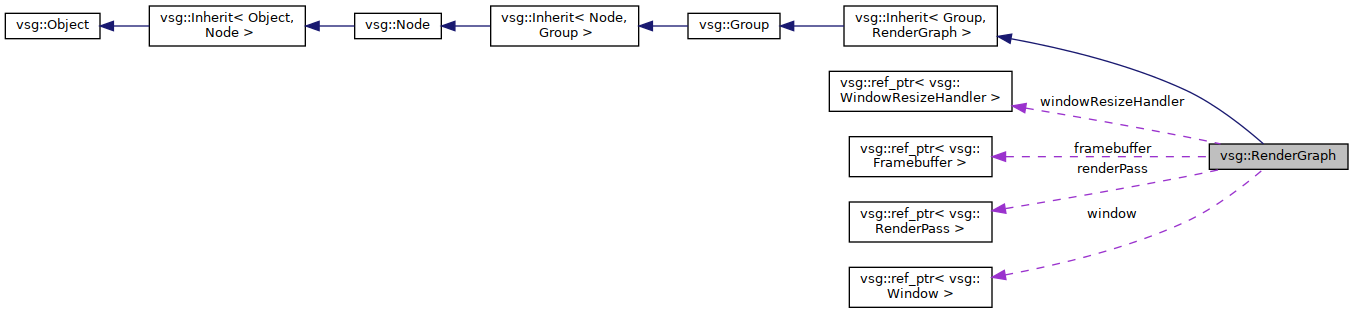 vsg::Object
vsg::Inherit< Object,
Node >
vsg::Node
vsg::Inherit< Node,
Group >
vsg::Group
vsg::Inherit< Group,
RenderGraph >
vsg::ref_ptr< vsg::
WindowResizeHandler >
windowResizeHandler
vsg::ref_ptr< vsg::
Framebuffer >
framebuffer
vsg::RenderGraph
renderPass
vsg::ref_ptr< vsg::
RenderPass >
window
vsg::ref_ptr< vsg::
Window >